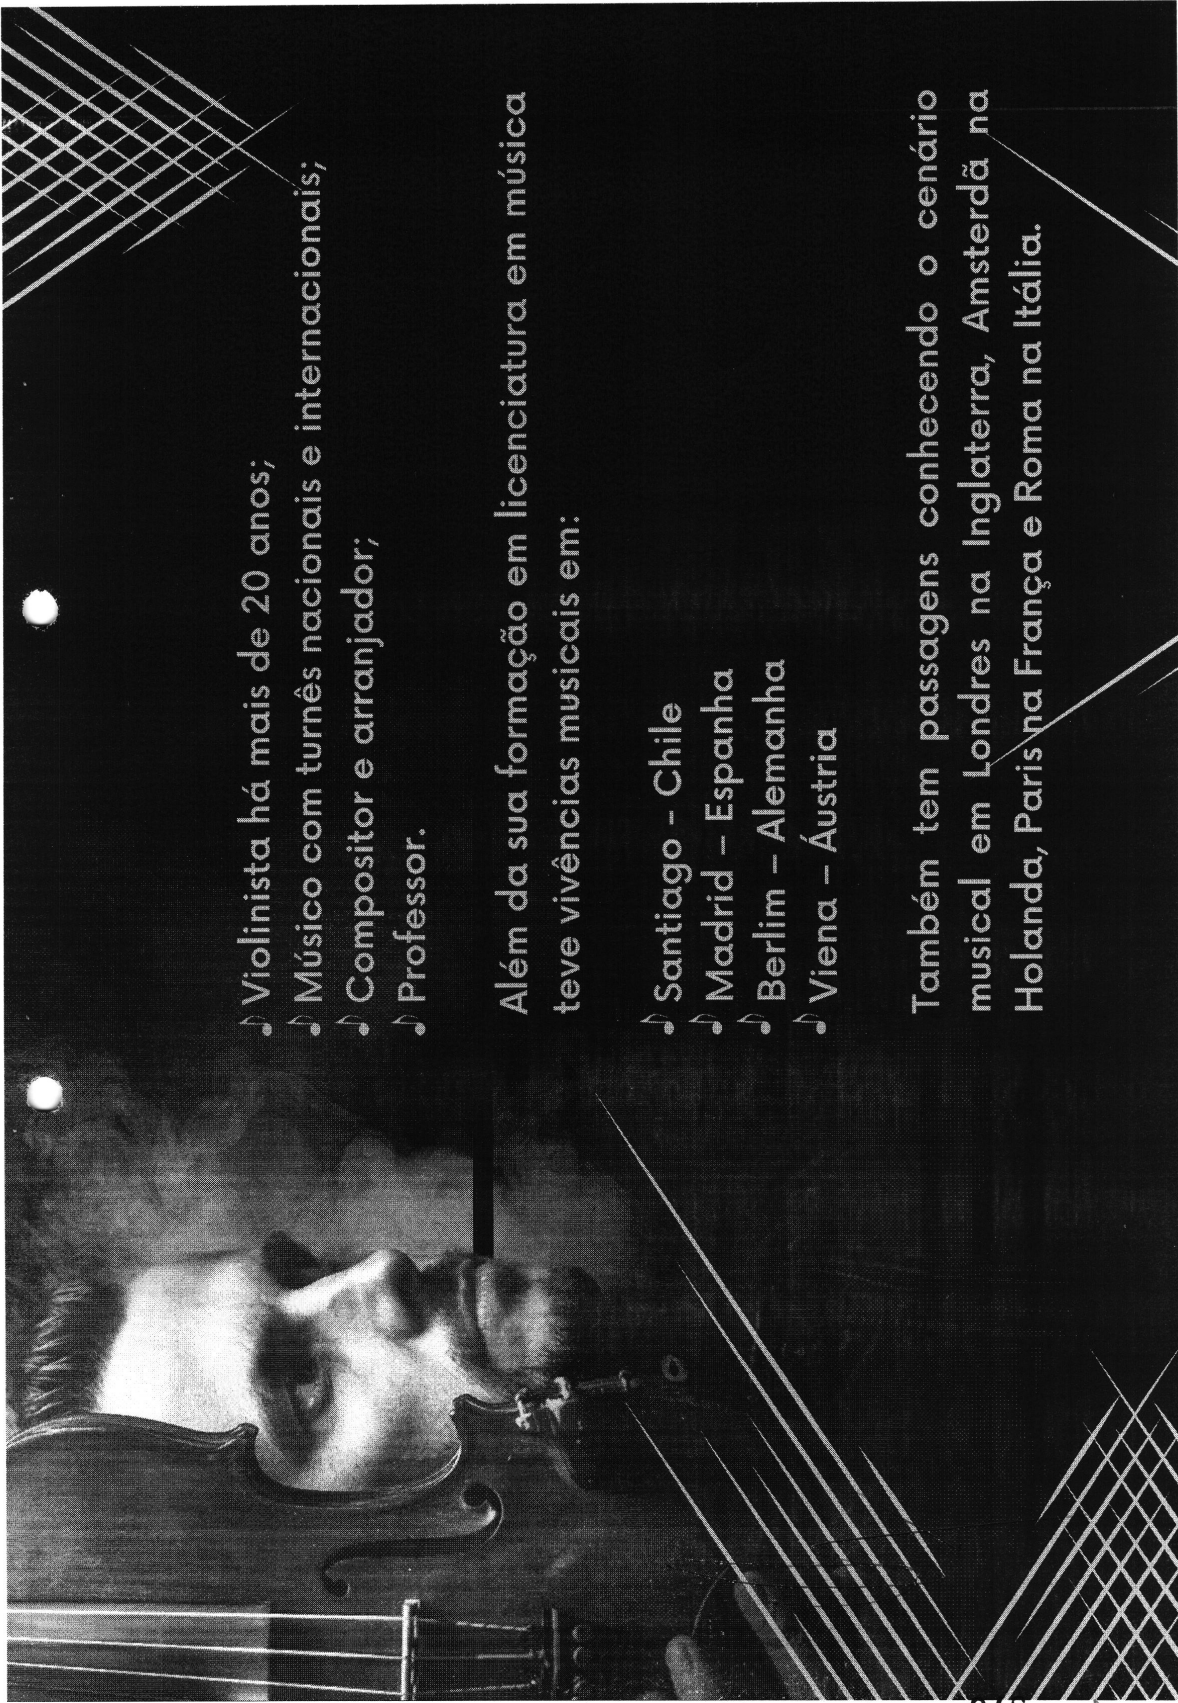 ♪ Violinista há mais de 20 anos;
♪ Músico com turnês nacionais e internacionais;
♪ Compositor e arranjador;
♪ Professor.
Além da sua formação em licenciatura em música
teve vivências musicais em:
♪ Santiago - Chile
♪ Madrid – Espanha
♪ Berlim – Alemanha
♪ Viena – Áustria
Também tem passagens conhecendo o cenário
musical em Londres na Inglaterra, Amsterdã na
Holanda, Paris na França e Roma na Itália.